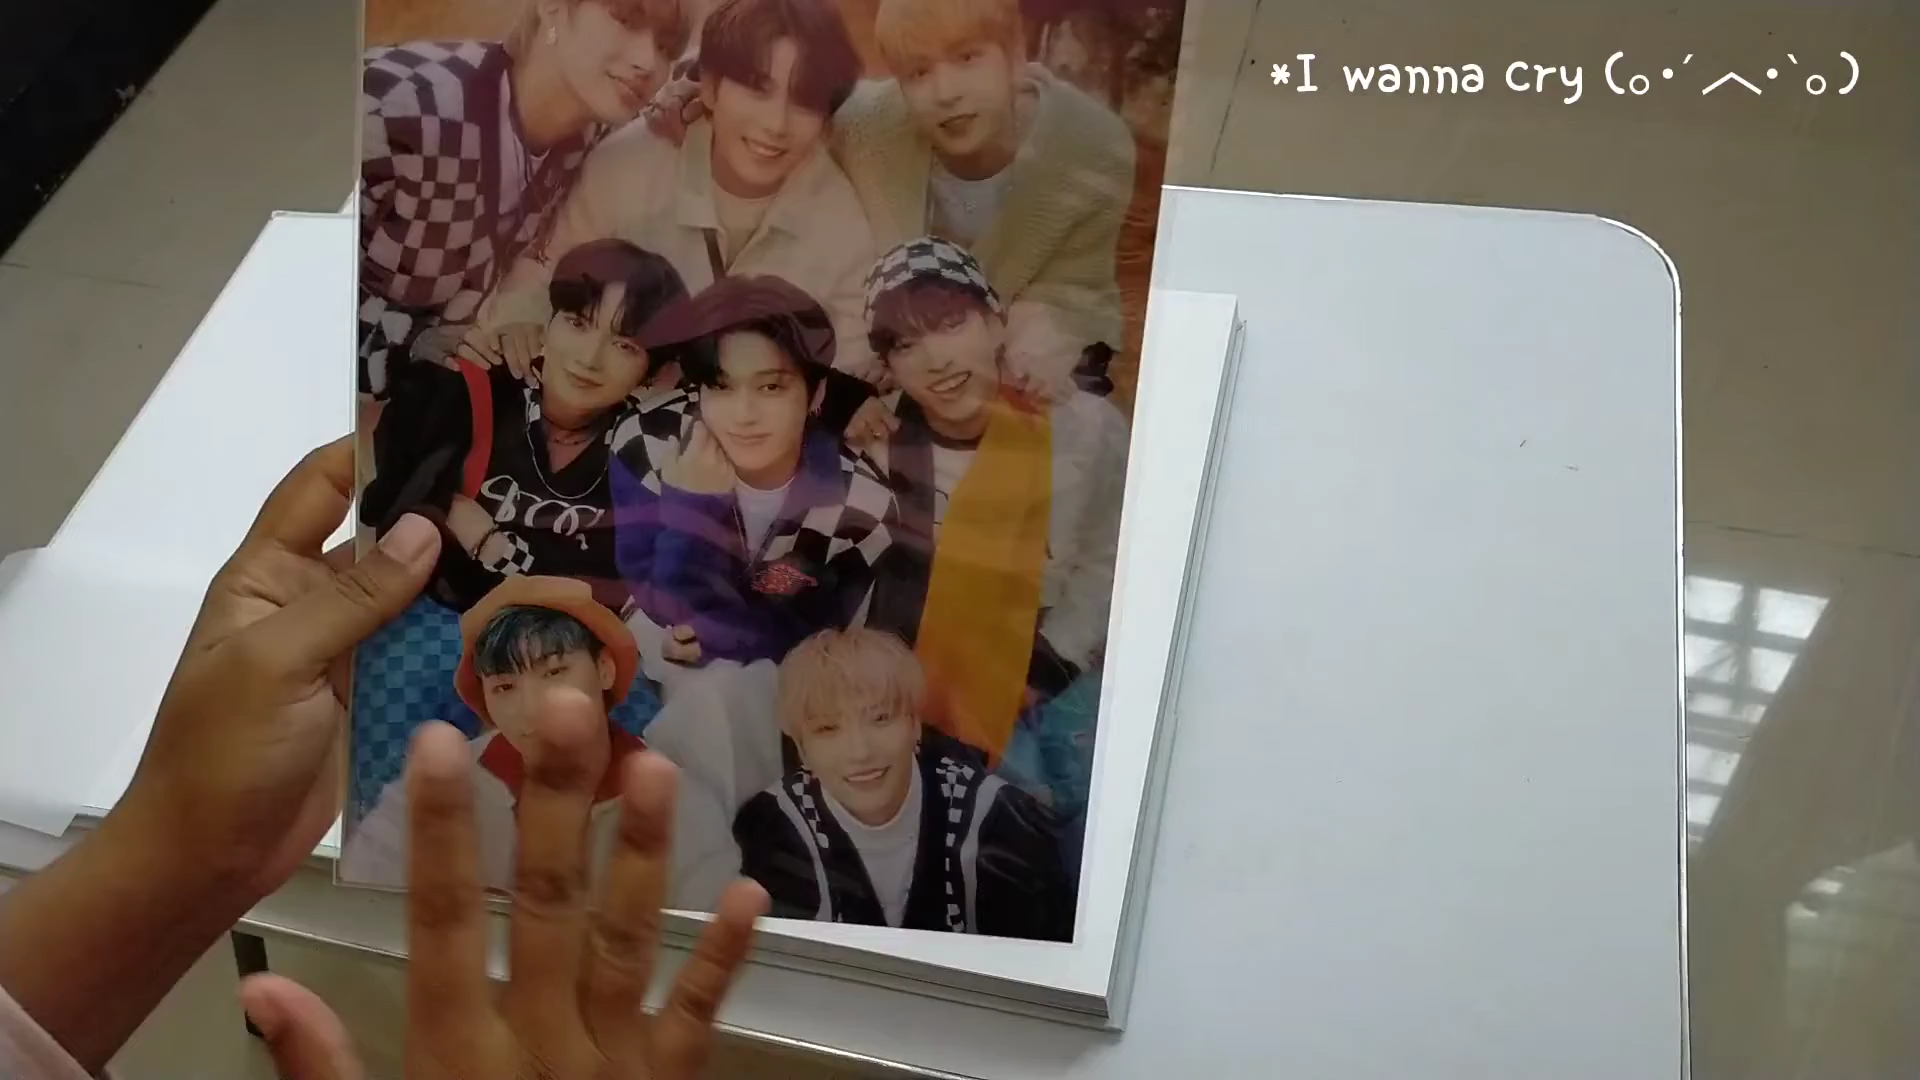 *I wanna cry (｡•́︿•̀｡)